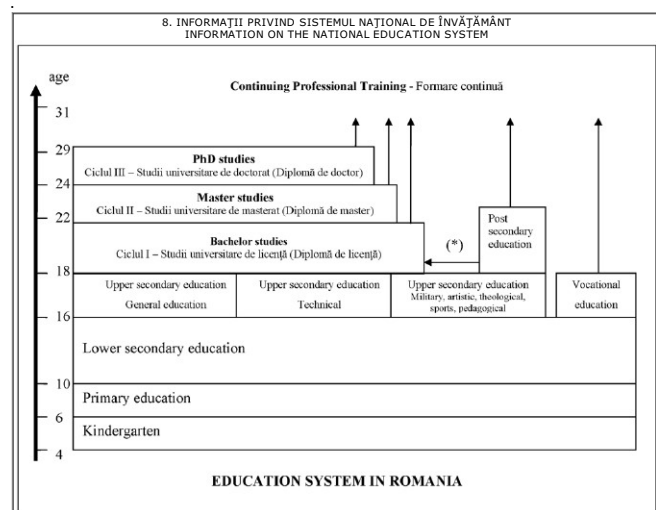 8. INFORMAŢII PRIVIND SISTEMUL NAŢIONAL DE ÎNVĂŢĂMÂNT
INFORMATION ON THE NATIONAL EDUCATION SYSTEM
age
Continuing Professional Training - Formare continuă
31
29
PhD studies
Ciclul III – Studii universitare de doctorat (Diplomă de doctor)
24
Master studies
Ciclul II – Studii universitare de masterat (Diplomă de master)
22
Bachelor studies
Ciclul I – Studii universitare de licenţă (Diplomă de licenţă)
(*)
Post
secondary
education
18
Upper secondary education
General education
Upper secondary education
Technical
Upper secondary education
Military, artistic, theological,
sports, pedagogical
Vocational
education
16
Lower secondary education
10
Primary education
6
Kindergarten
4
EDUCATION SYSTEM IN ROMANIA